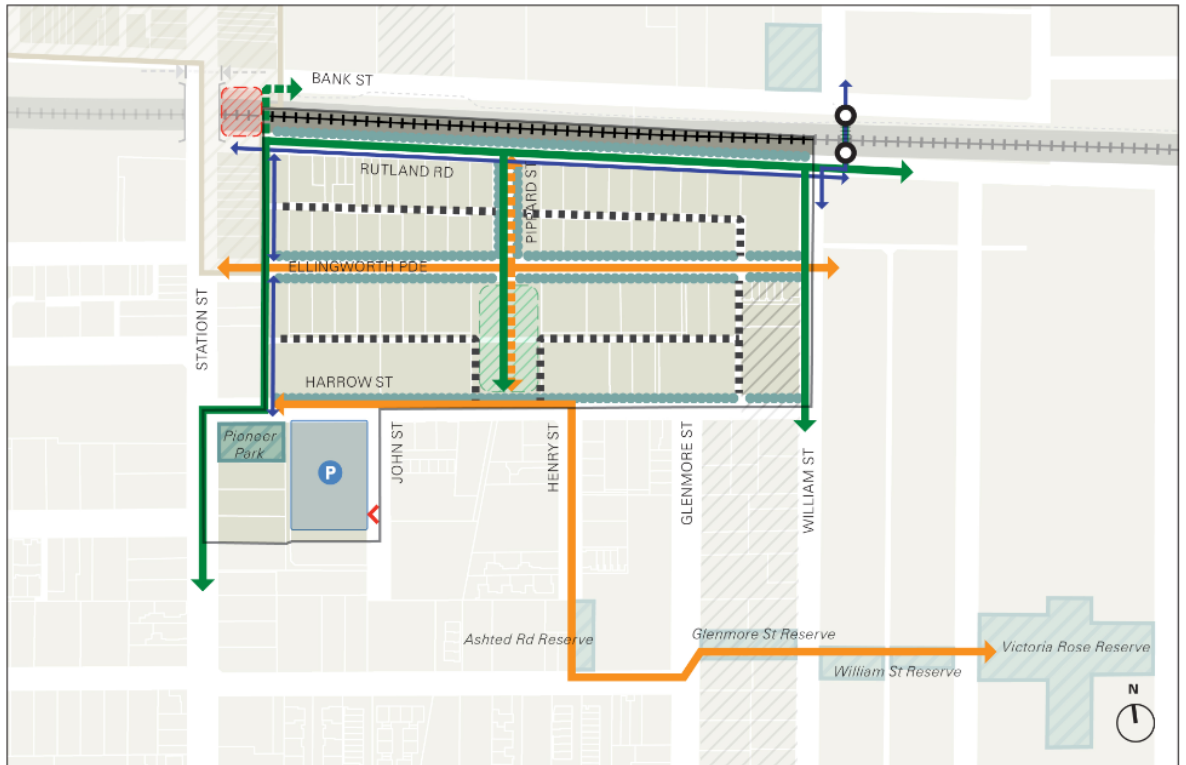 BANK ST
RUTLAND RD
PIPPARD ST
ELLINGWORTH PDE
STATION ST
HARROW ST
Pioneer
Park
P
JOHN ST
HENRY ST
GLENMORE ST
WILLIAM ST
Ashted Rd Reserve
Glenmore St Reserve
William St Reserve
Victoria Rose Reserve
N